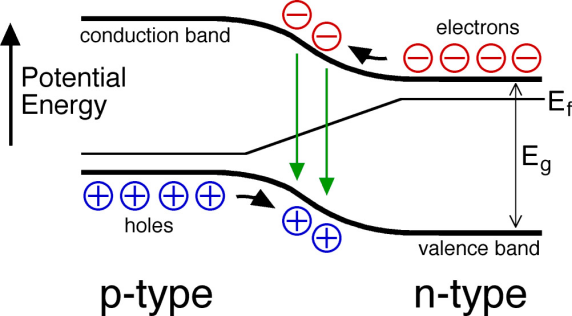 electrons
conduction band
Potential
Energy
Ef
Eg
holes
valence band
p-type
n-type